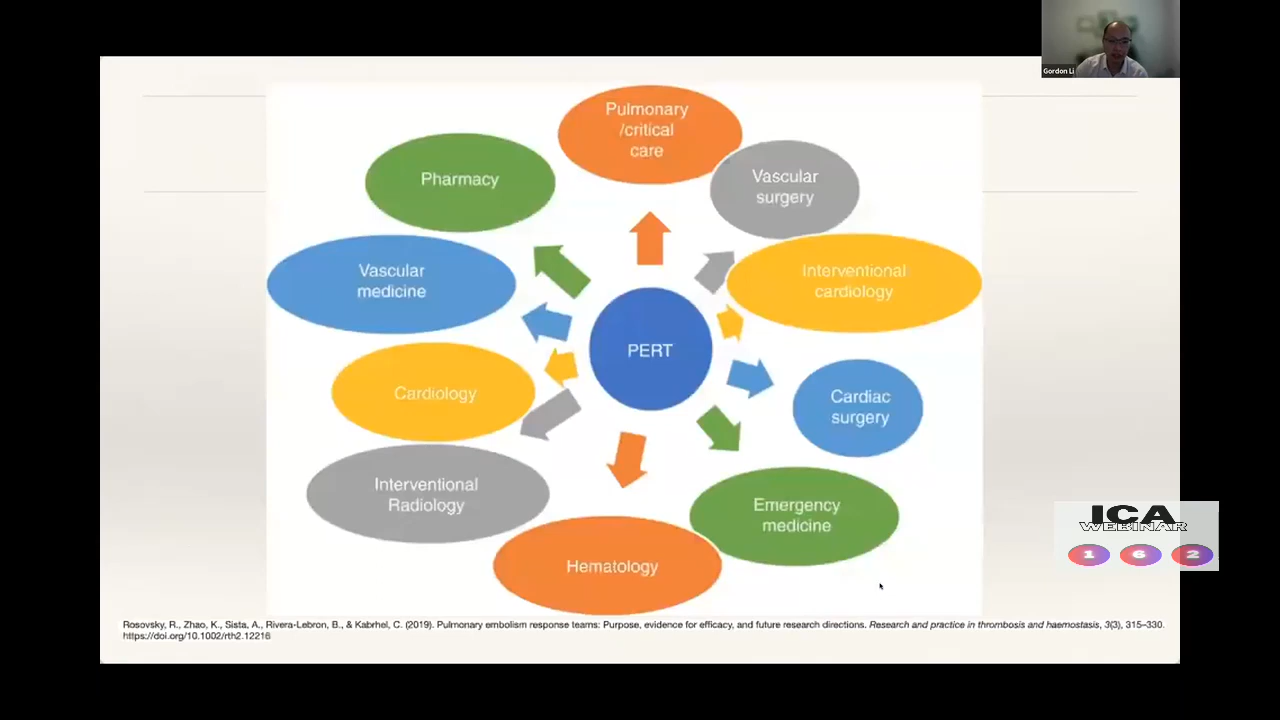 Gordon Li
Pulmonary
/critical
care
Vascular
surgery
Interventional
cardiology
Cardiac
surgery
Emergency
medicine
Hematology
Interventional
Radiology
Cardiology
Vascular
medicine
Pharmacy
PERT
ICA
WEBINAR
1 6 2
Rosovsky, R., Zhao, K., Sista, A., Rivera-Lebron, B., & Kabrhel, C. (2019). Pulmonary embolism response teams: Purpose, evidence for efficacy, and future research directions. Research and practice in thrombosis and haemostasis, 3(3), 315–330.
https://doi.org/10.1002/rth2.12216